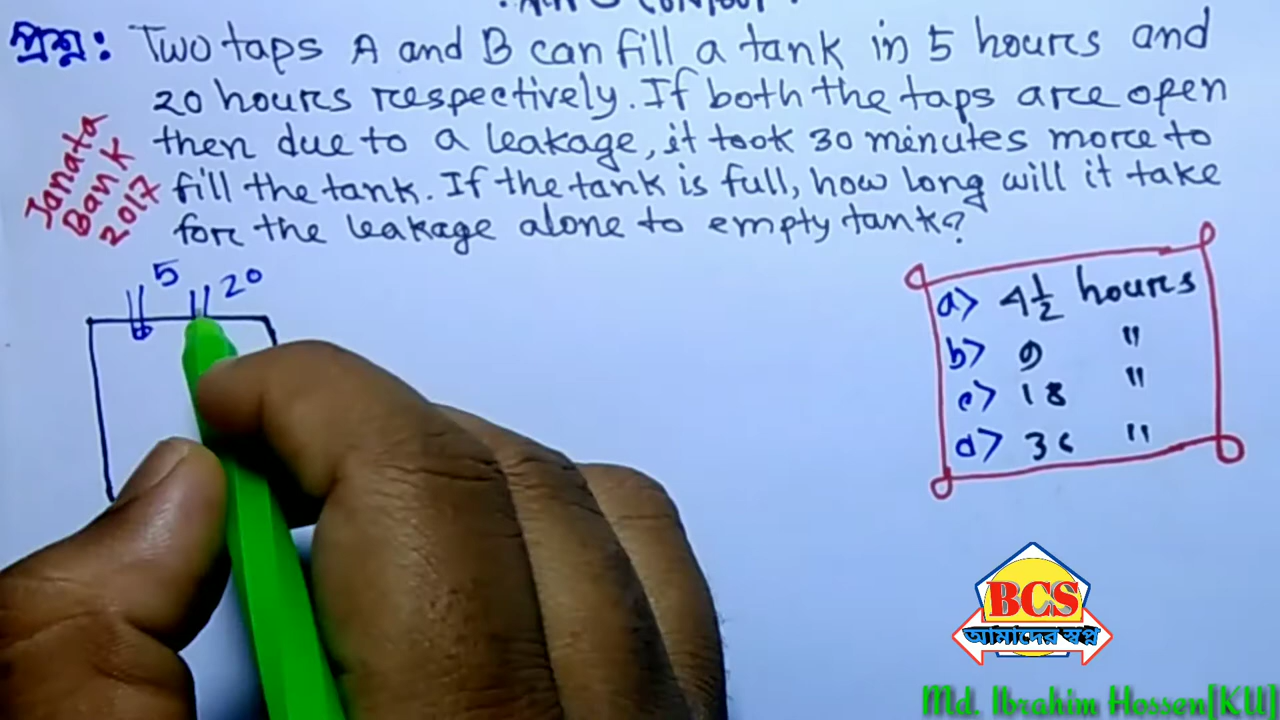 প্রশ্ন: Two taps A and B can fill a tank in 5 hours and
20 hours respectively. If both the taps are open
then due to a leakage, it took 30 minutes more to
fill the tank. If the tank is full, how long will it take
for the leakage alone to empty tank?
Janata
Bank
2017
5 20
a> 4 1/2 hours
b> 9 "
c> 18 "
d> 36 "
BCS
আমাদের স্বপ্ন
Md. Ibrahim Hossen[KU]